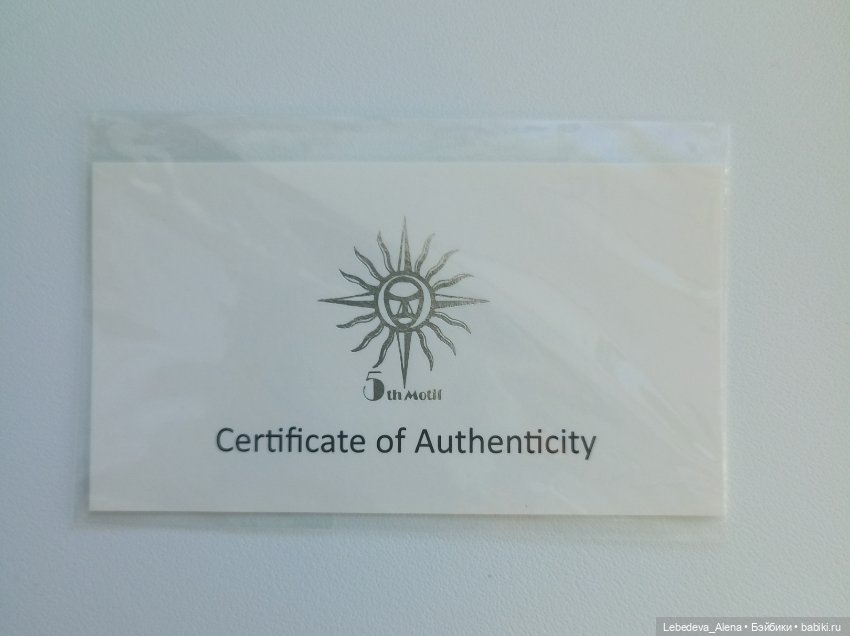 5th Motif
Certificate of Authenticity
Lebedeva_Alena • Бэйбики • babiki.ru